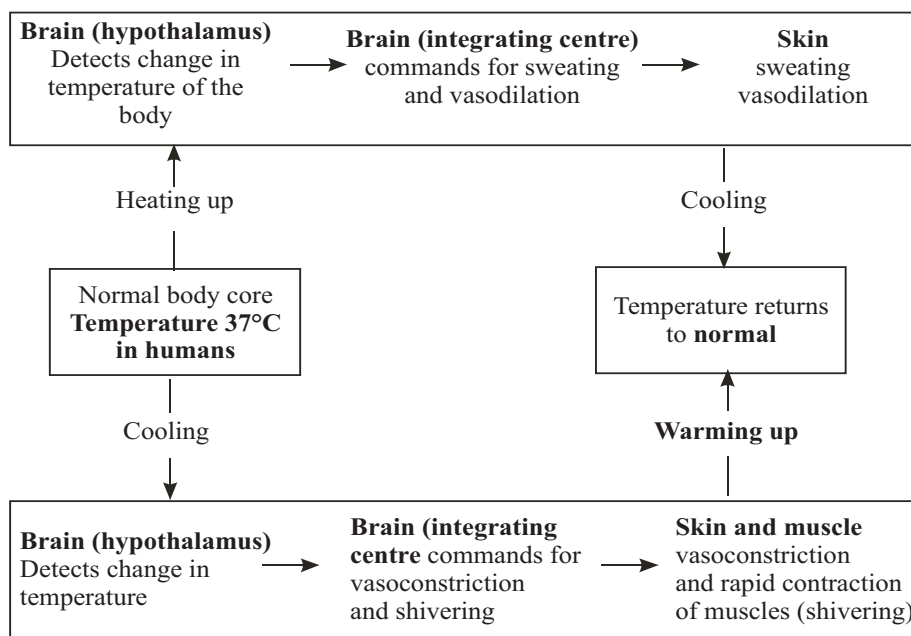 Brain (hypothalamus)
Detects change in
temperature of the
body
Brain (integrating centre)
commands for sweating
and vasodilation
Skin
sweating
vasodilation
Heating up
Cooling
Normal body core
Temperature 37°C
in humans
Temperature returns
to normal
Cooling
Warming up
Brain (hypothalamus)
Detects change in
temperature
Brain (integrating
centre commands for
vasoconstriction
and shivering
Skin and muscle
vasoconstriction
and rapid contraction
of muscles (shivering)